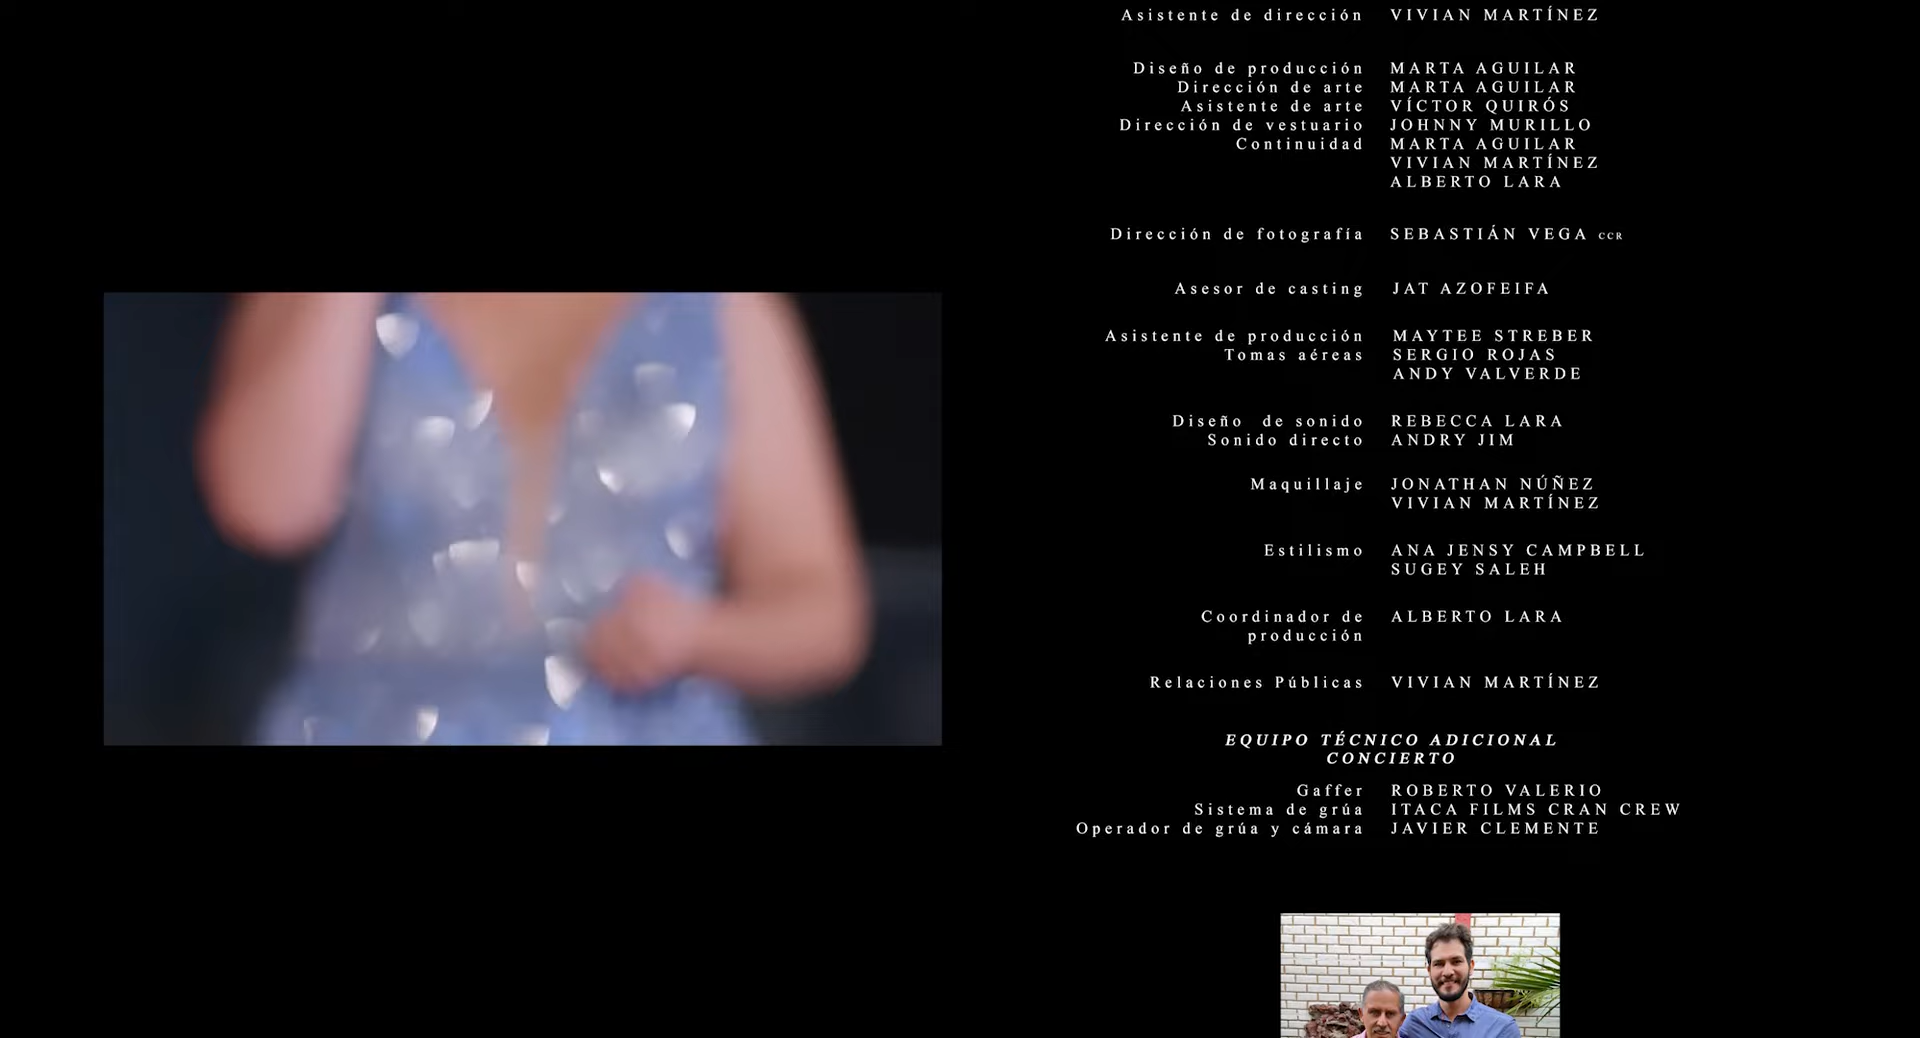 Asistente de dirección VIVIAN MARTÍNEZ
Diseño de producción MARTA AGUILAR
Dirección de arte MARTA AGUILAR
Asistente de arte VÍCTOR QUIRÓS
Dirección de vestuario JOHNNY MURILLO
Continuidad MARTA AGUILAR
VIVIAN MARTÍNEZ
ALBERTO LARA
Dirección de fotografía SEBASTIÁN VEGA CCR
Asesor de casting JAT AZOFEIFA
Asistente de producción MAYTEE STREBER
Tomas aéreas SERGIO ROJAS
ANDY VALVERDE
Diseño de sonido REBECCA LARA
Sonido directo ANDRY JIM
Maquillaje JONATHAN NÚÑEZ
VIVIAN MARTÍNEZ
Estilismo ANA JENSY CAMPBELL
SUGEY SALEH
Coordinador de ALBERTO LARA
producción
Relaciones Públicas VIVIAN MARTÍNEZ
EQUIPO TÉCNICO ADICIONAL
CONCIERTO
Gaffer ROBERTO VALERIO
Sistema de grúa ITACA FILMS CRAN CREW
Operador de grúa y cámara JAVIER CLEMENTE